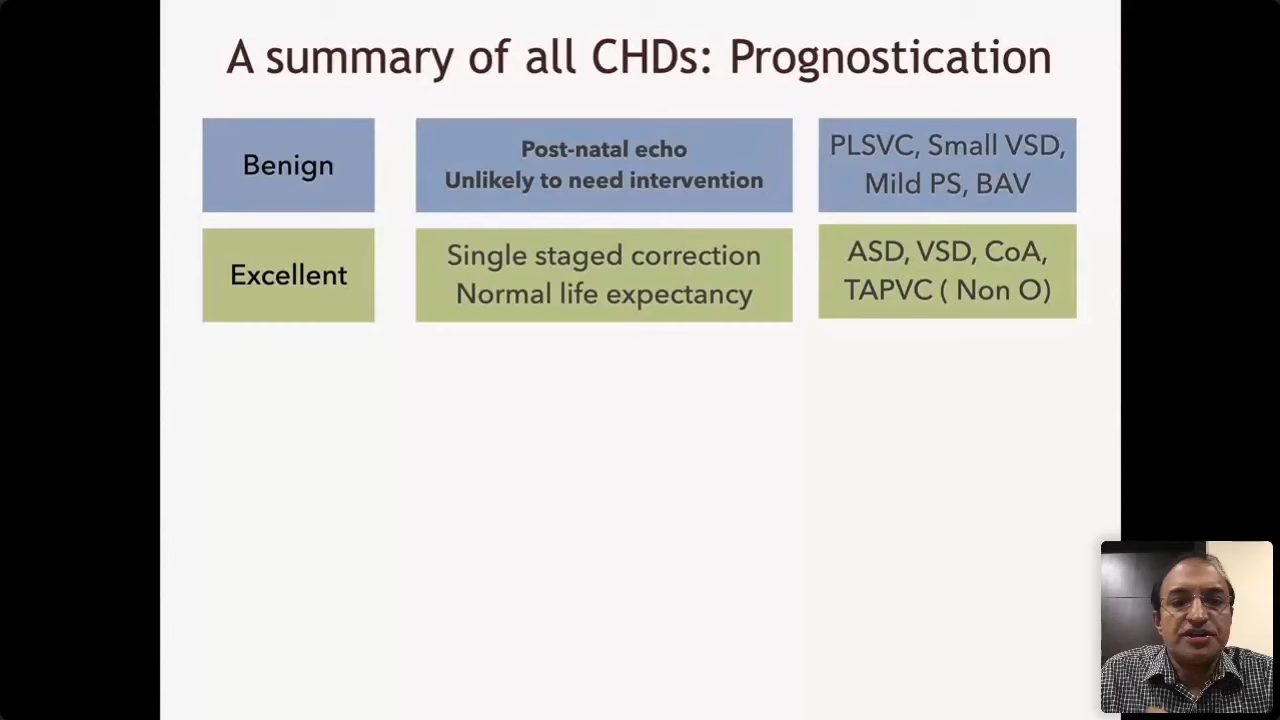 A summary of all CHDs: Prognostication
Benign
Post-natal echo
Unlikely to need intervention
PLSVC, Small VSD,
Mild PS, BAV
Excellent
Single staged correction
Normal life expectancy
ASD, VSD, CoA,
TAPVC ( Non O)